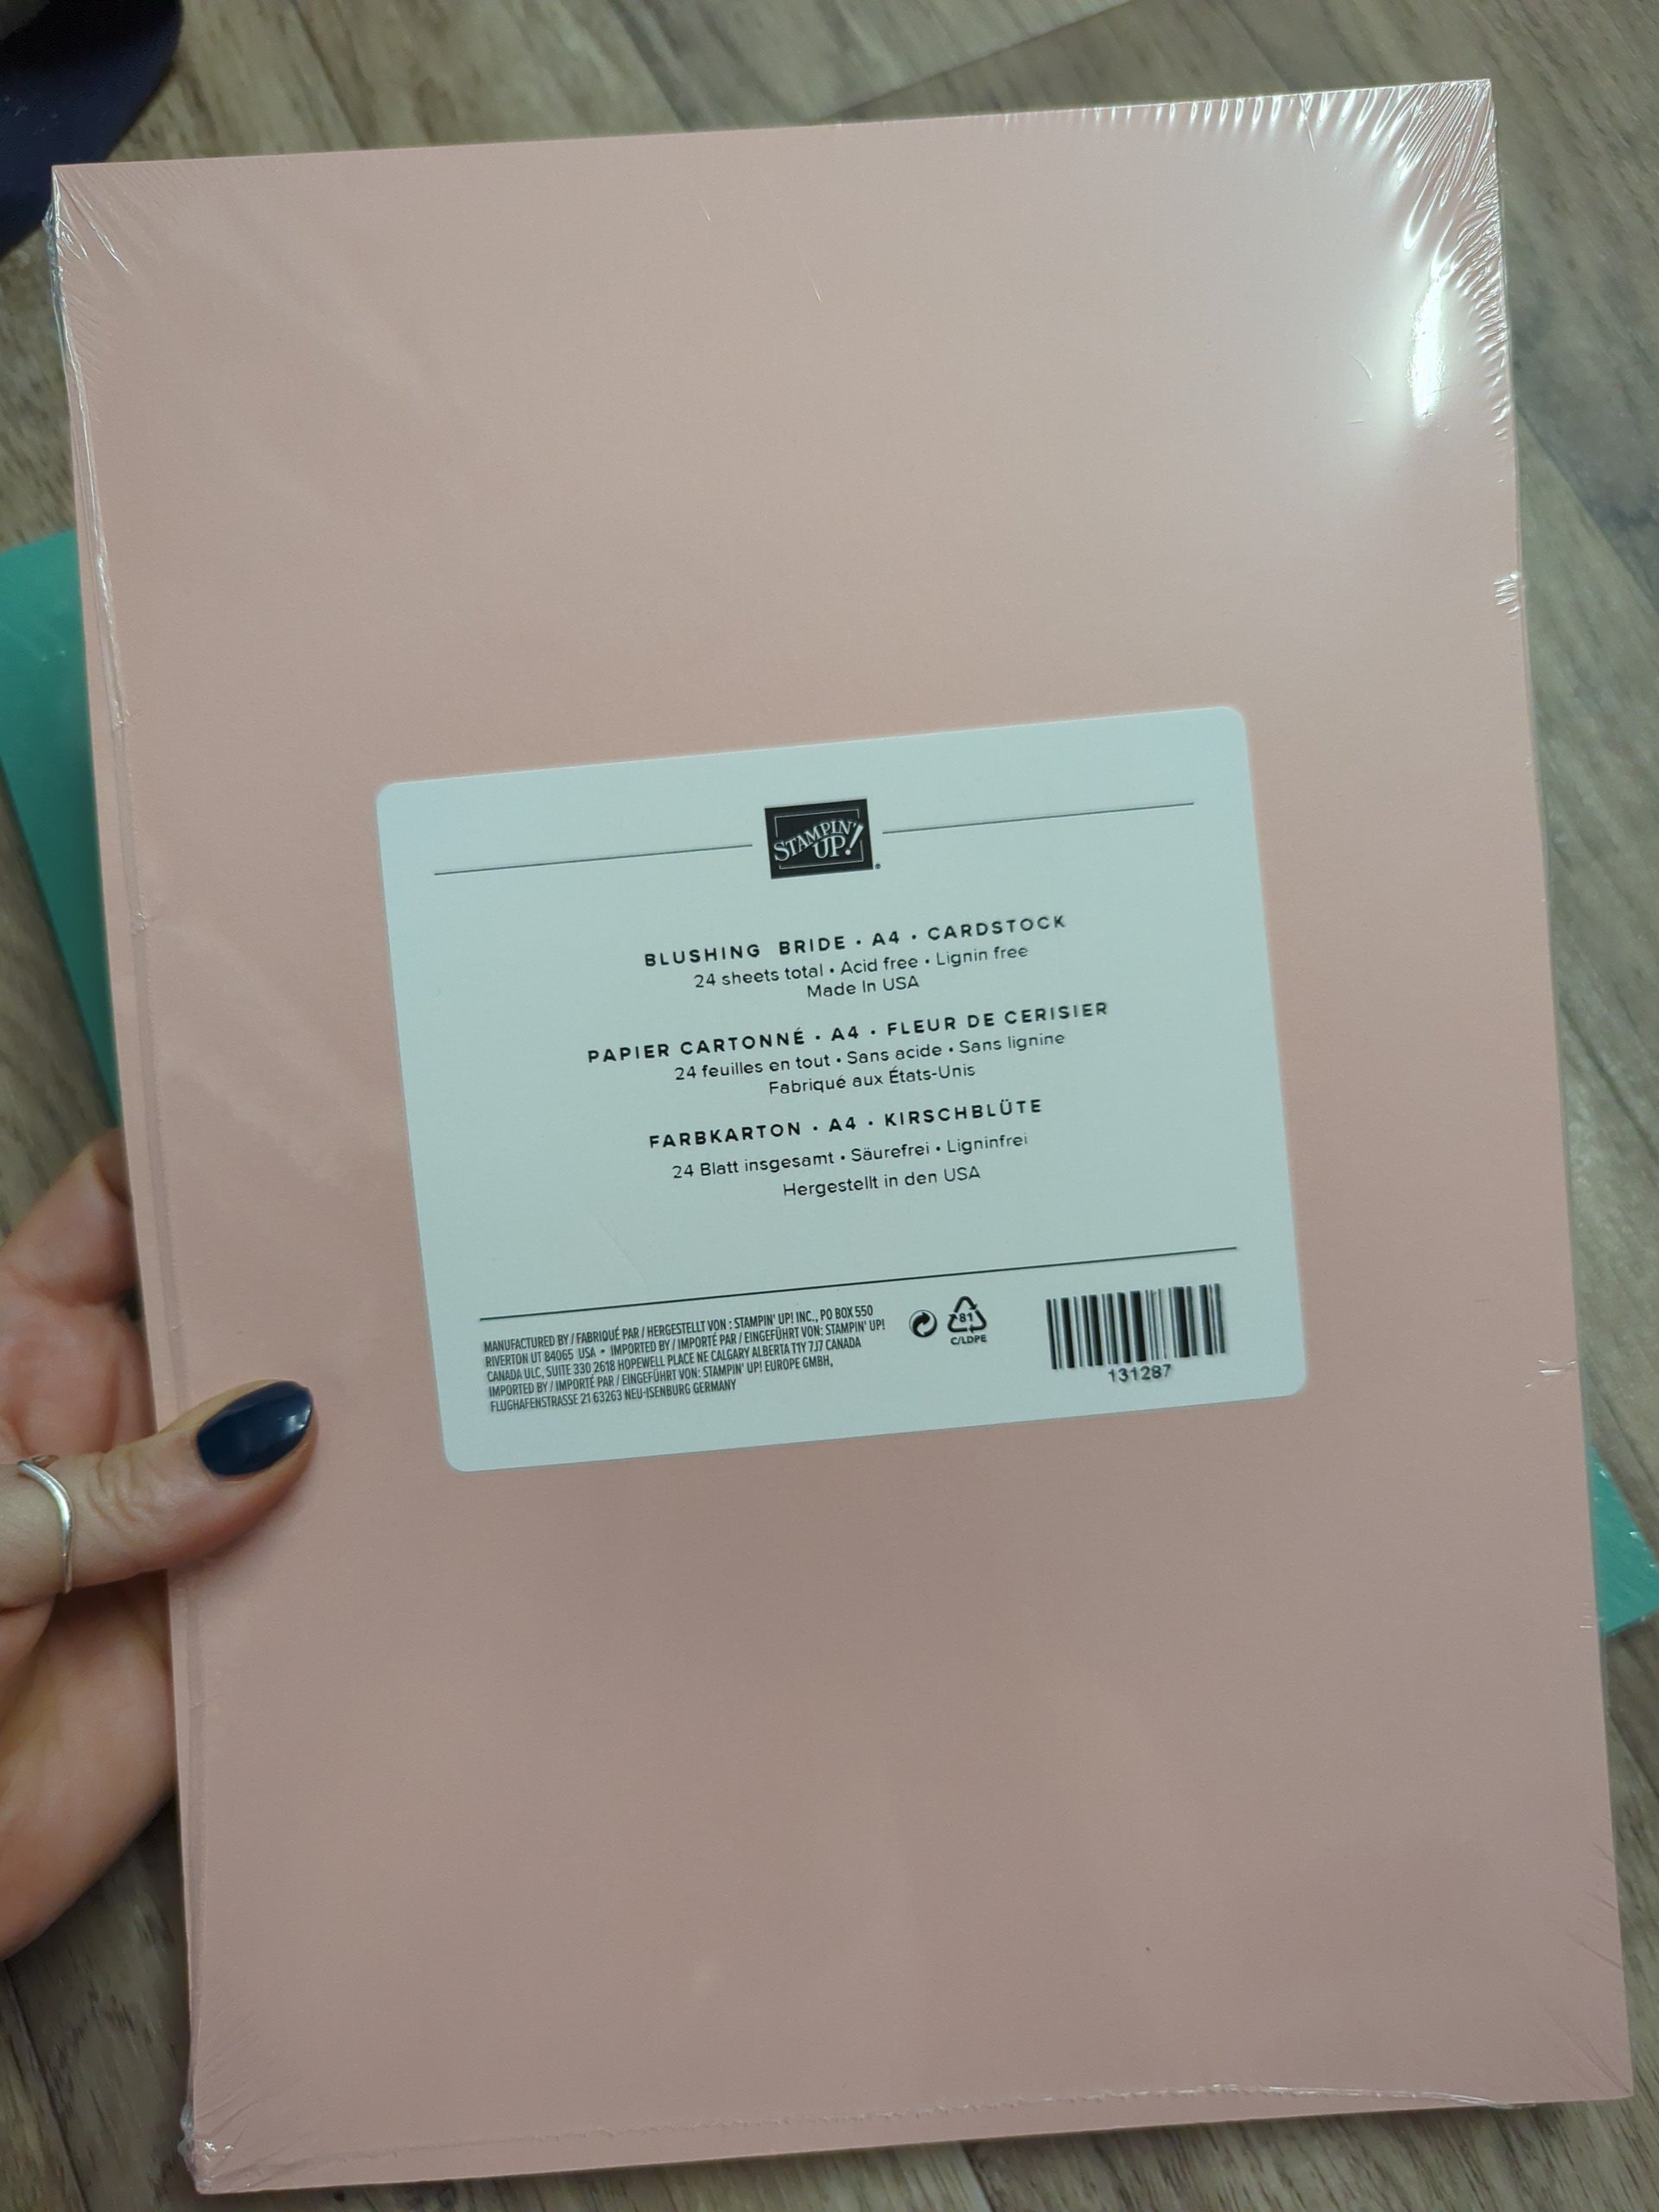 STAMPIN' UP!
BLUSHING BRIDE • A4 • CARDSTOCK
24 sheets total • Acid free • Lignin free
Made In USA
PAPIER CARTONNÉ • A4 • FLEUR DE CERISIER
24 feuilles en tout • Sans acide • Sans lignine
Fabriqué aux États-Unis
FARBKARTON • A4 • KIRSCHBLÜTE
24 Blatt insgesamt • Säurefrei • Ligninfrei
Hergestellt in den USA
MANUFACTURED BY / FABRIQUÉ PAR / HERGESTELLT VON : STAMPIN' UP! INC., PO BOX 550
RIVERTON UT 84065 USA • IMPORTED BY / IMPORTÉ PAR / EINGEFÜHRT VON: STAMPIN' UP!
CANADA ULC, SUITE 330 2618 HOPEWELL PLACE NE CALGARY ALBERTA T1Y 7J7 CANADA
IMPORTED BY / IMPORTÉ PAR / EINGEFÜHRT VON: STAMPIN' UP! EUROPE GMBH,
FLUGHAFENSTRASSE 21 63263 NEU-ISENBURG GERMANY
81
C/LDPE
131287